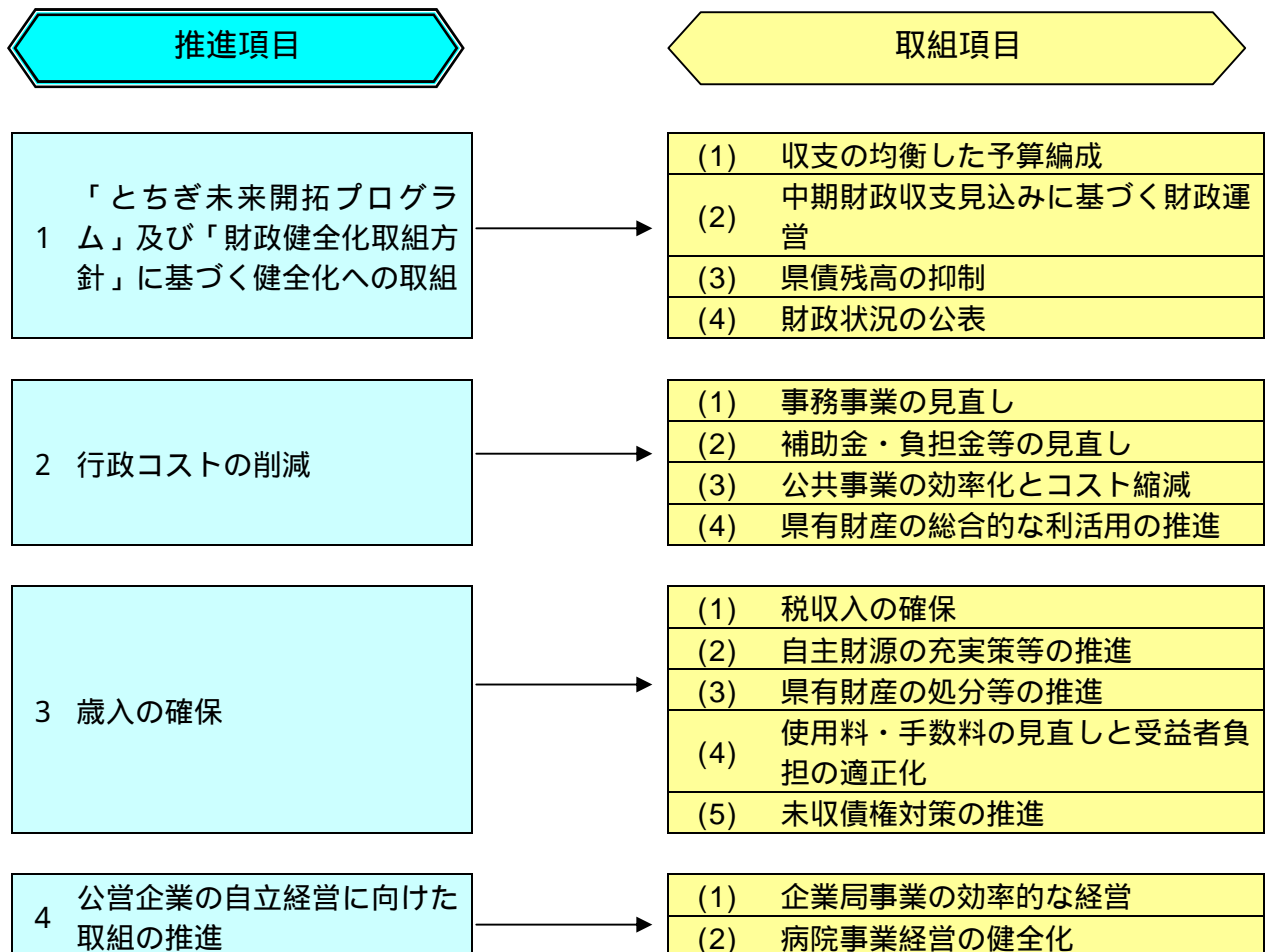 推進項目
取組項目
1 「とちぎ未来開拓プログラ
ム」及び「財政健全化取組方
針」に基づく健全化への取組
(1) 収支の均衡した予算編成
(2) 中期財政収支見込みに基づく財政運
営
(3) 県債残高の抑制
(4) 財政状況の公表
2 行政コストの削減
(1) 事務事業の見直し
(2) 補助金・負担金等の見直し
(3) 公共事業の効率化とコスト縮減
(4) 県有財産の総合的な利活用の推進
3 歳入の確保
(1) 税収入の確保
(2) 自主財源の充実策等の推進
(3) 県有財産の処分等の推進
(4) 使用料・手数料の見直しと受益者負
担の適正化
(5) 未収債権対策の推進
4 公営企業の自立経営に向けた
取組の推進
(1) 企業局事業の効率的な経営
(2) 病院事業経営の健全化